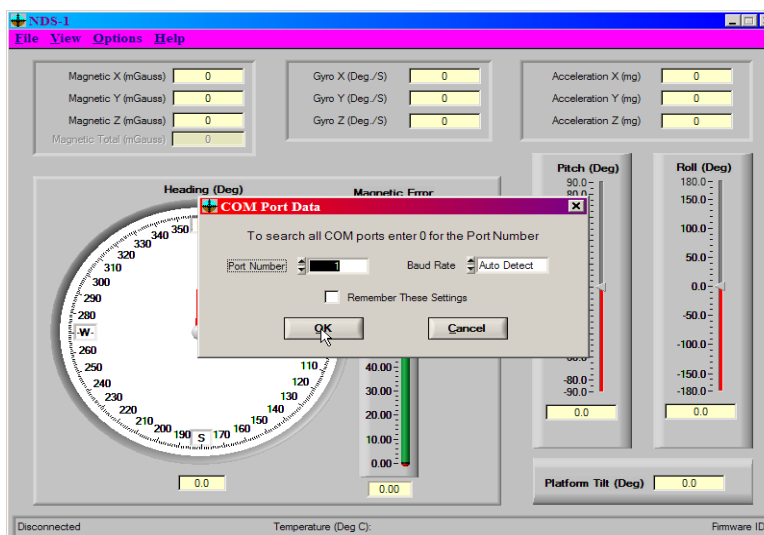 NDS-1
File View Options Help
Magnetic X (mGauss) 0
Magnetic Y (mGauss) 0
Magnetic Z (mGauss) 0
Magnetic Total (mGauss) 0
Gyro X (Deg./S) 0
Gyro Y (Deg./S) 0
Gyro Z (Deg./S) 0
Acceleration X (mg) 0
Acceleration Y (mg) 0
Acceleration Z (mg) 0
Heading (Deg)
350
340
330
320
310
300
290
280
W
260
250
240
230
220
210
200
190
S
170
160
150
140
130
120
110
0.0
Magnetic Error
40.00
30.00
20.00
10.00
0.00
0.00
COM Port Data
To search all COM ports enter 0 for the Port Number
Port Number 1
Baud Rate Auto Detect
Remember These Settings
OK Cancel
Pitch (Deg)
90.0
-80.0
-90.0
0.0
Roll (Deg)
180.0
150.0
100.0
50.0
0.0
-50.0
-100.0
-150.0
-180.0
0.0
Platform Tilt (Deg) 0.0
Disconnected Temperature (Deg C): Firmware ID